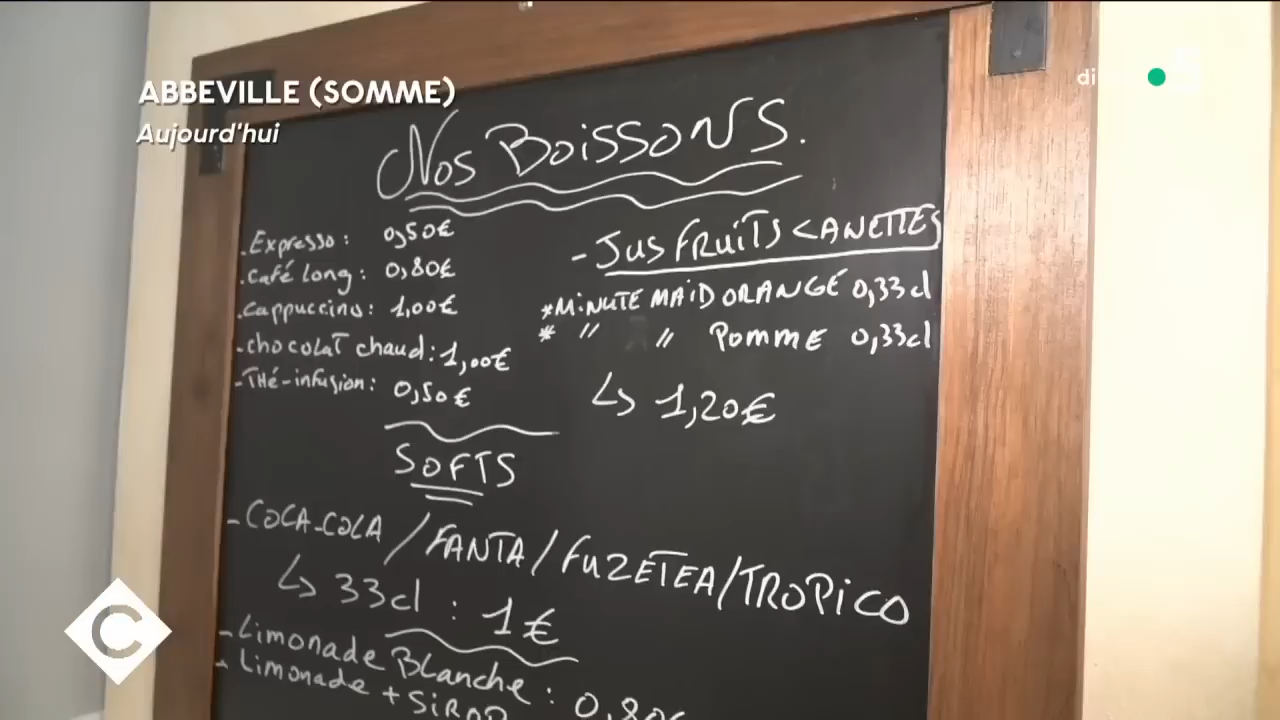 ABBEVILLE (SOMME)
Aujourd'hui
di
Nos BoissoNS.
. Expresso : 0,50€
. Café long : 0,80€
. Cappuccino : 1,00€
- chocolat chaud : 1,00€
- Thé-infusion : 0,50€
- Jus FRUiTS CANETTES
* MiNUTE MAiD ORANGE 0,33cl
* " " Pomme 0,33cl
↳ 1,20€
SOFTS
- COCA-COLA / FANTA / FUZETEA / TROPiCO
↳ 33cl : 1€
- Limonade Blanche : 0,80€
- Limonade + SiROP
C